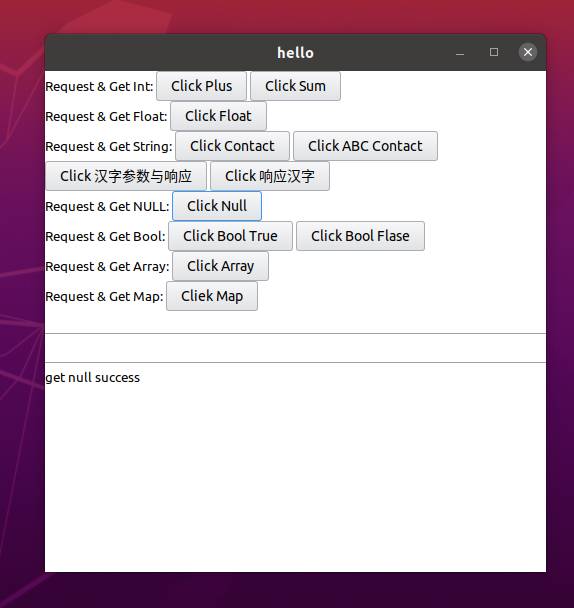 hello
Request & Get Int: Click Plus Click Sum
Request & Get Float: Click Float
Request & Get String: Click Contact Click ABC Contact
Click 汉字参数与响应 Click 响应汉字
Request & Get NULL: Click Null
Request & Get Bool: Click Bool True Click Bool Flase
Request & Get Array: Click Array
Request & Get Map: Cliek Map
get null success